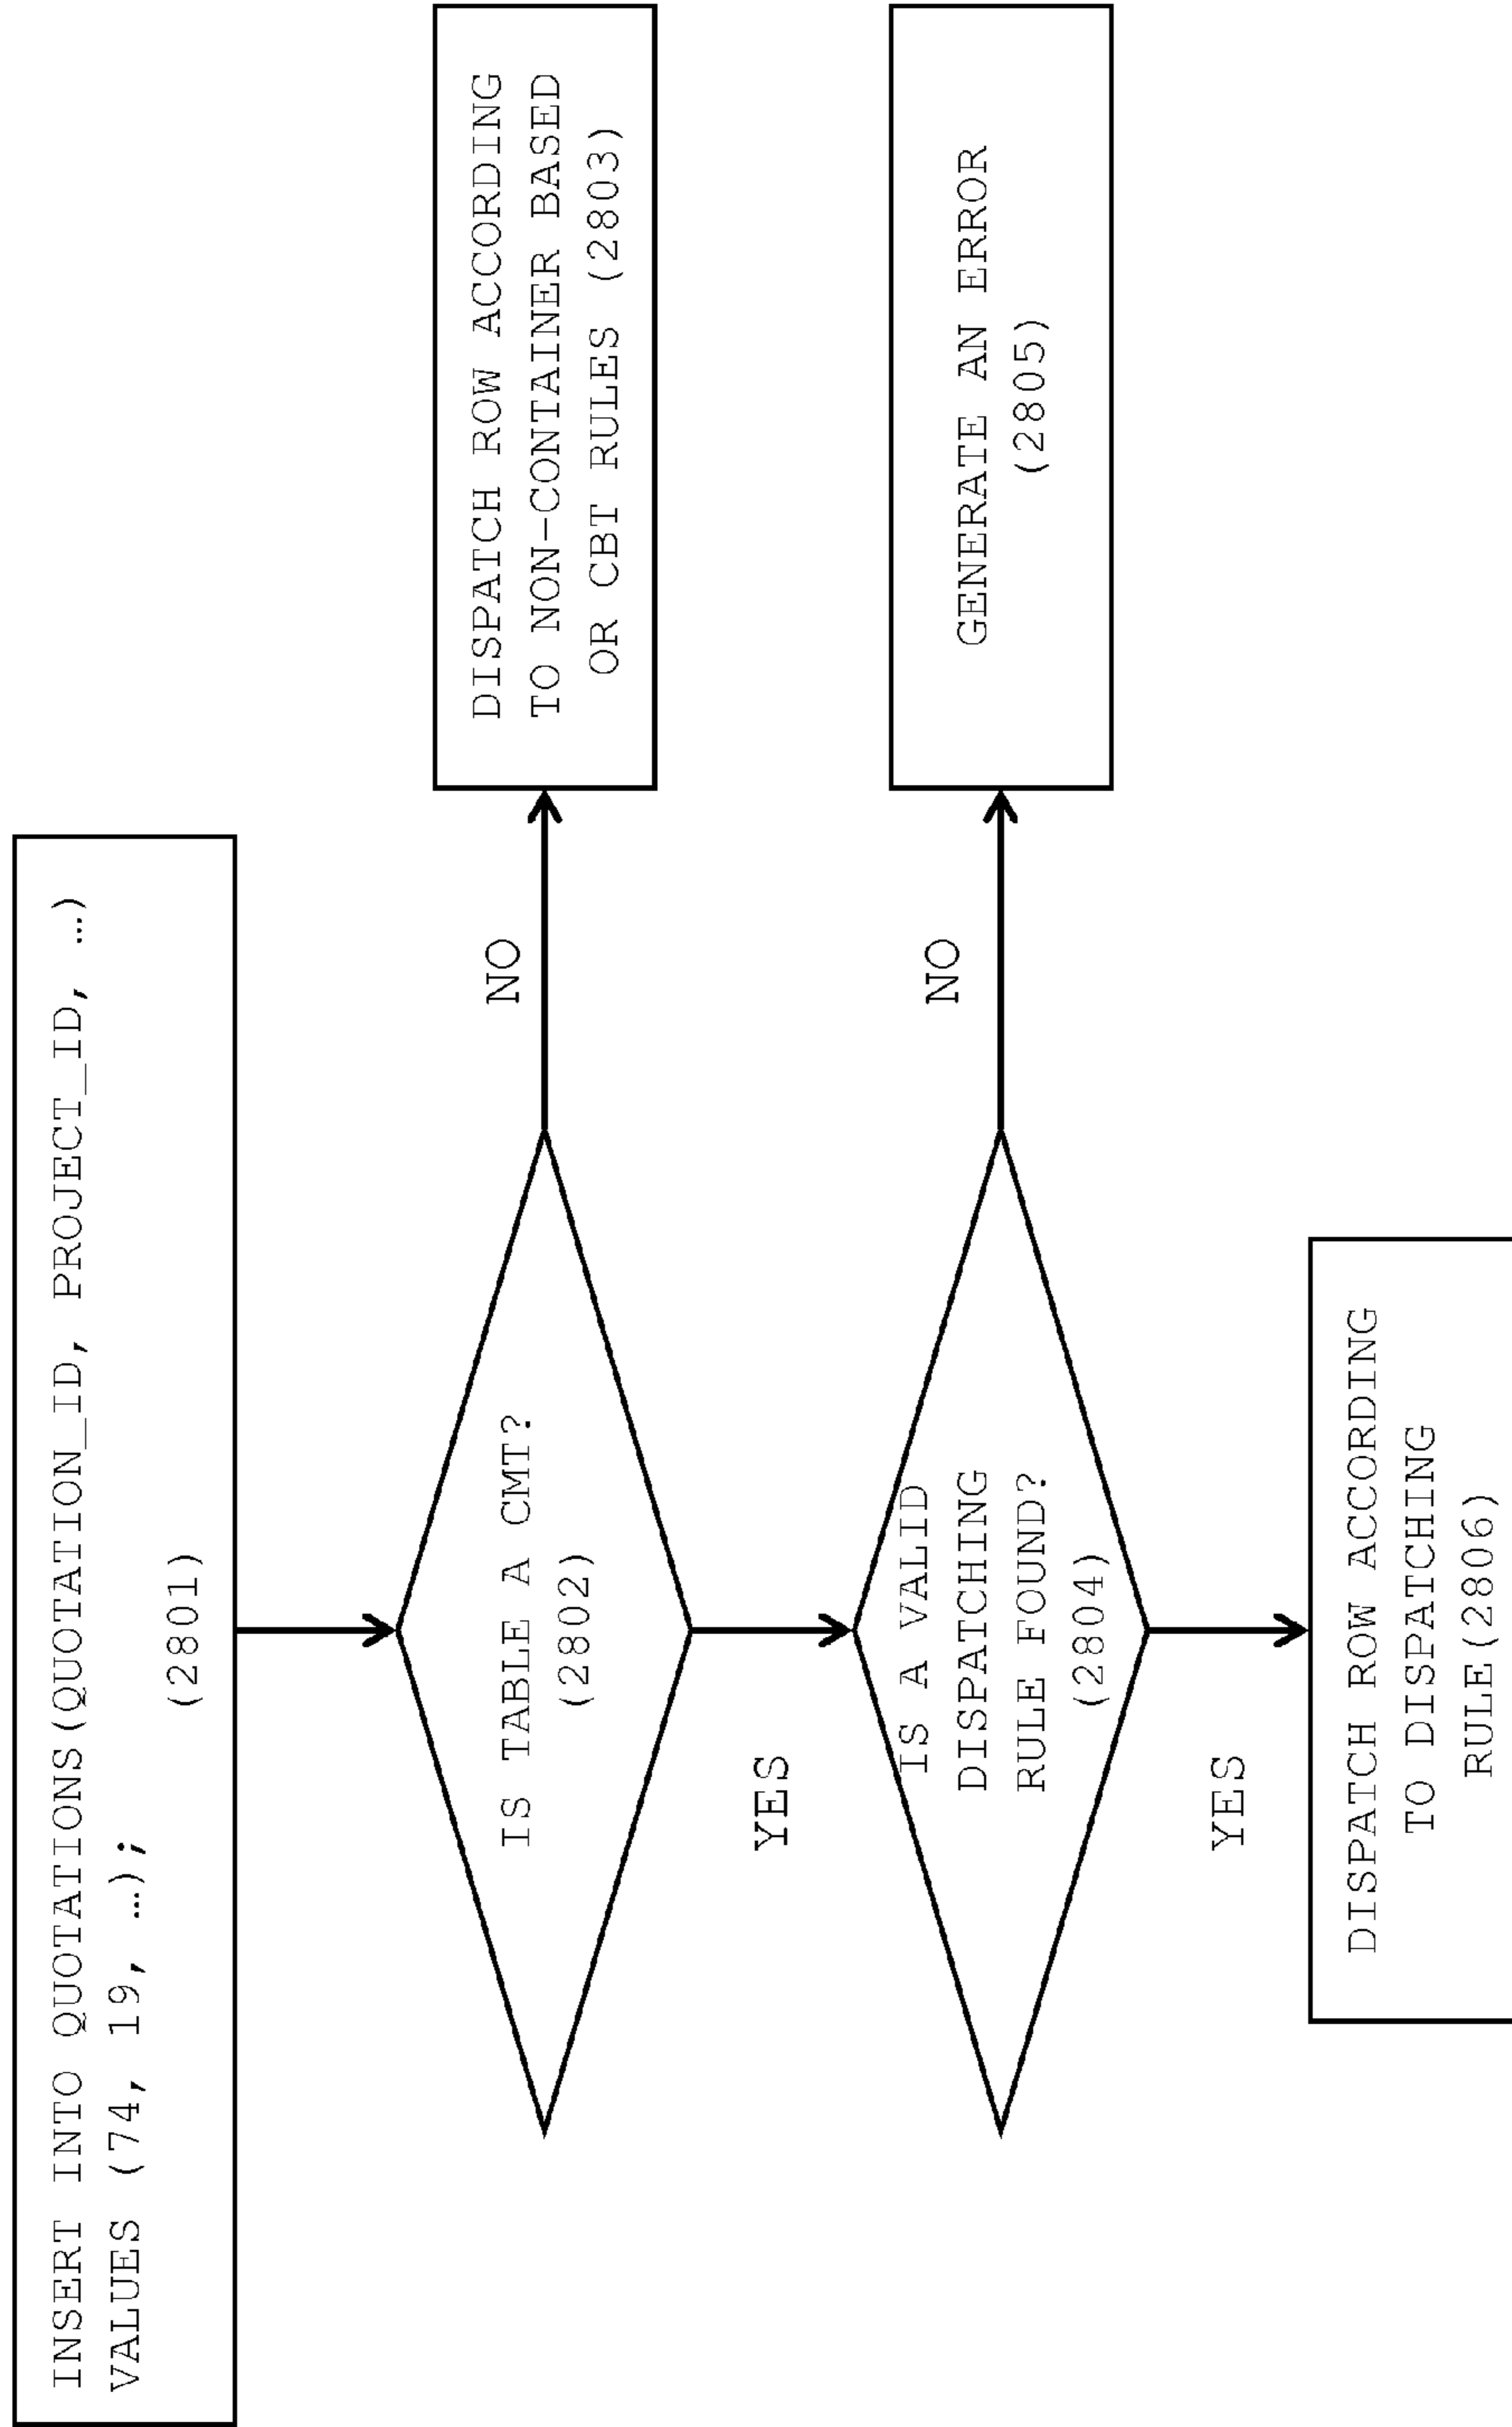 INSERT INTO QUOTATIONS(QUOTATION_ID, PROJECT_ID, …)
VALUES (74, 19, …);
(2801)
IS TABLE A CMT?
(2802)
NO
DISPATCH ROW ACCORDING
TO NON-CONTAINER BASED
OR CBT RULES (2803)
YES
IS A VALID
DISPATCHING
RULE FOUND?
(2804)
NO
GENERATE AN ERROR
(2805)
YES
DISPATCH ROW ACCORDING
TO DISPATCHING
RULE(2806)